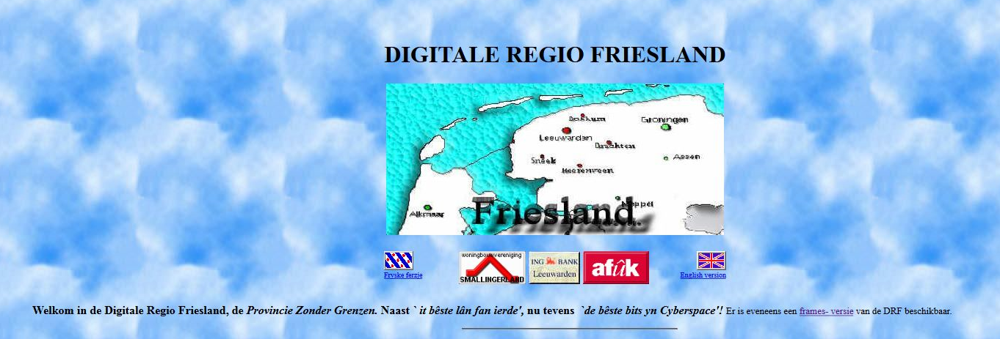 DIGITALE REGIO FRIESLAND
Dokkum
Groningen
Leeuwarden
Drachten
Sneek
Assen
Heerenveen
Meppel
Alkmaar
Friesland
woningbouwvereniging
SMALLINGERLAND
ING BANK
Leeuwarden
afûk
Fryske ferzje
English version
Welkom in de Digitale Regio Friesland, de Provincie Zonder Grenzen. Naast ` it bêste lân fan ierde', nu tevens `de bêste bits yn Cyberspace'! Er is eveneens een frames- versie van de DRF beschikbaar.